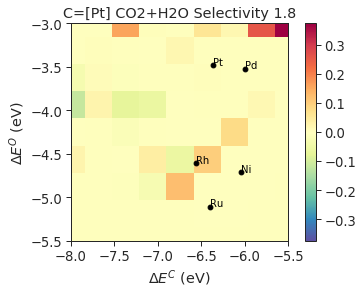 C=[Pt] CO2+H2O Selectivity 1.8
−3.0
−3.5
−4.0
−4.5
−5.0
−5.5
ΔE^O (eV)
Pt
Pd
Rh
Ni
Ru
−8.0 −7.5 −7.0 −6.5 −6.0 −5.5
ΔE^C (eV)
0.3
0.2
0.1
0.0
−0.1
−0.2
−0.3